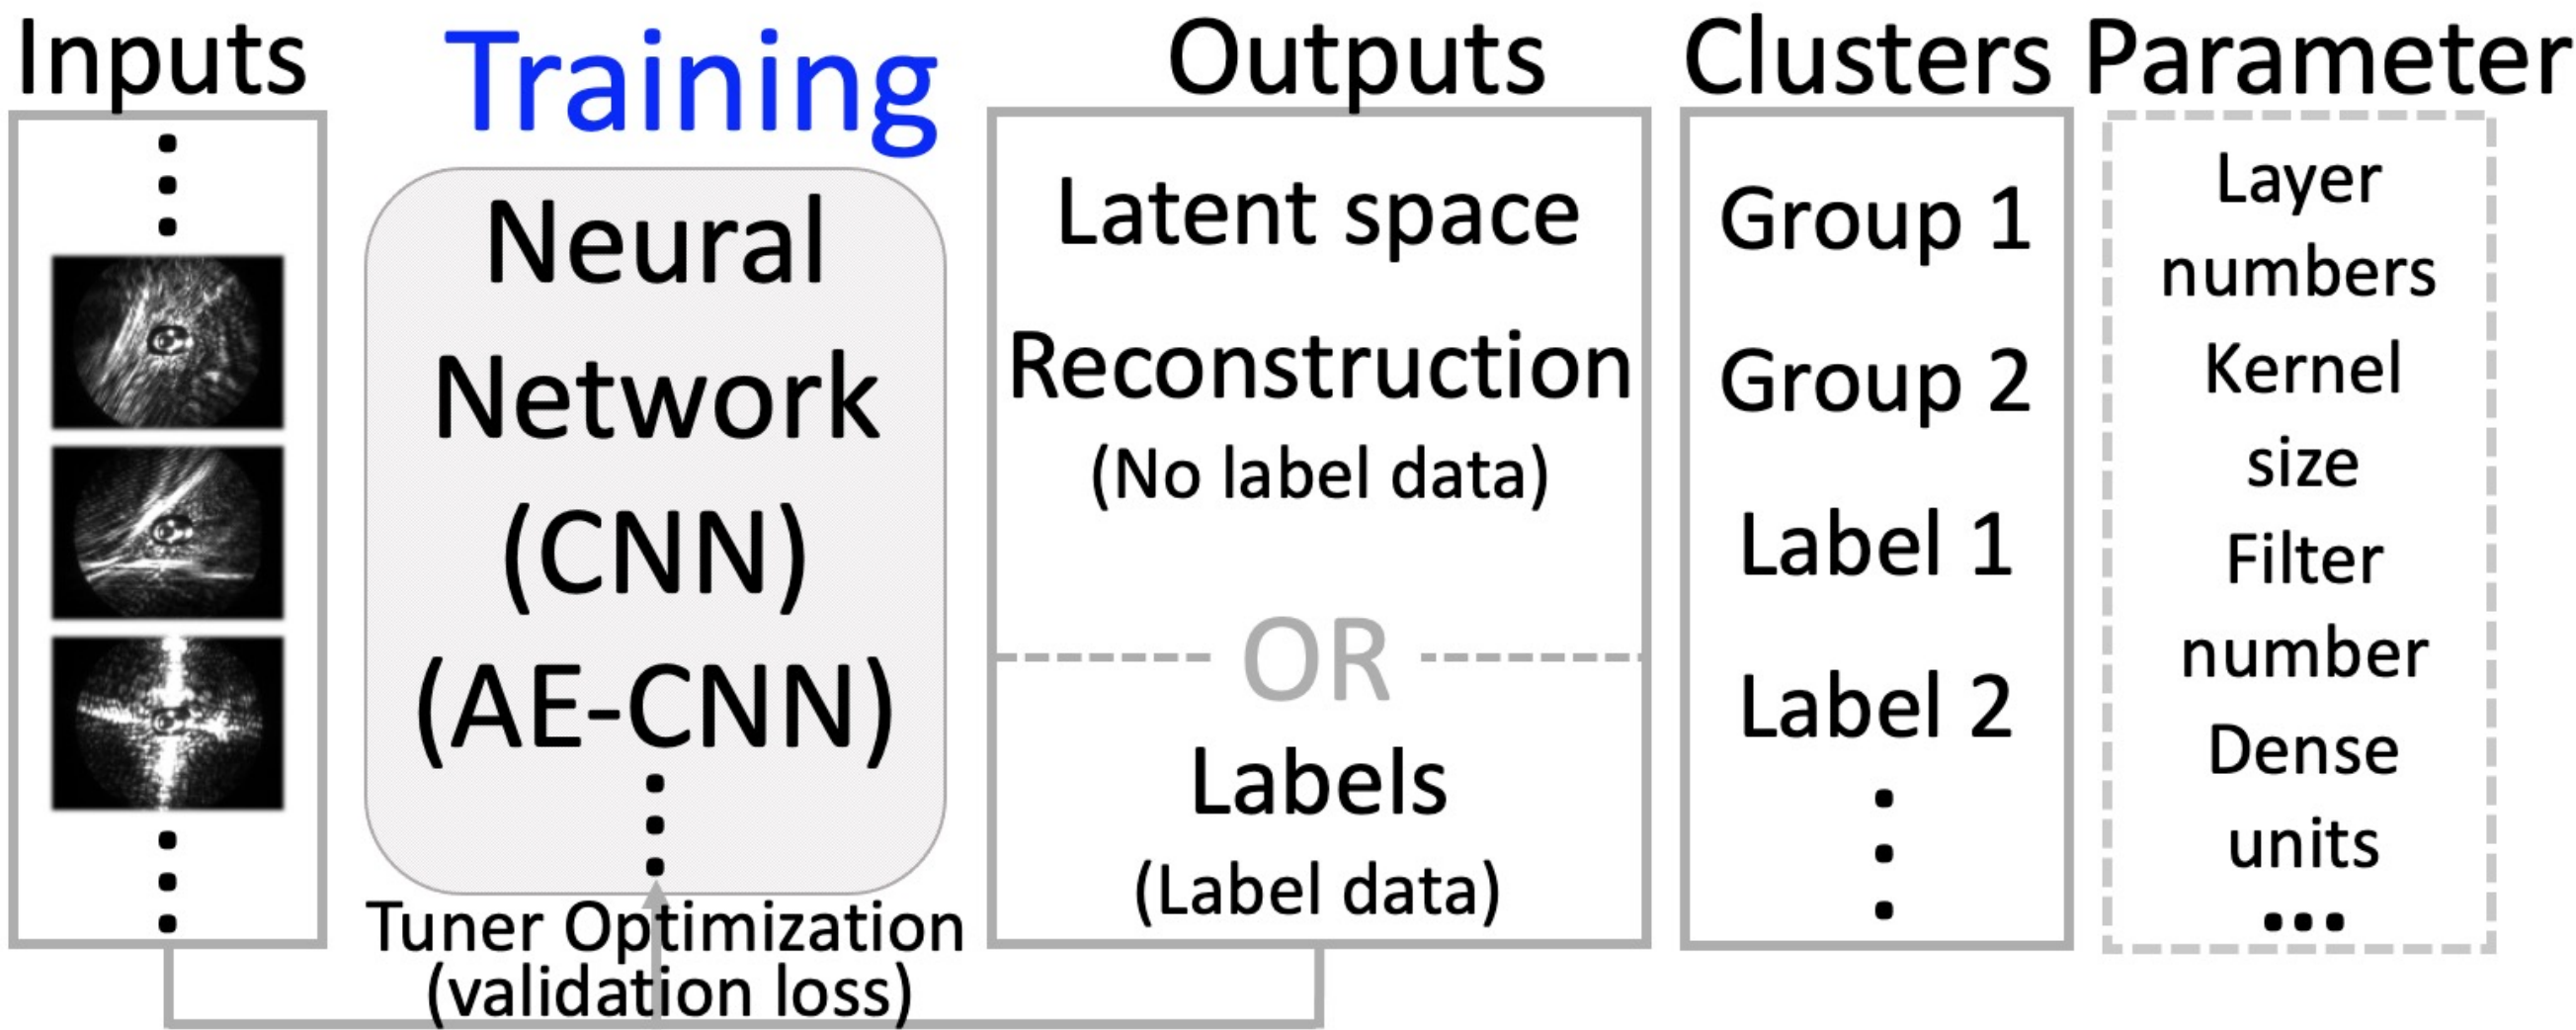 Inputs
Training
Neural
Network
(CNN)
(AE-CNN)
Tuner Optimization
(validation loss)
Outputs
Latent space
Reconstruction
(No label data)
OR
Labels
(Label data)
Clusters
Group 1
Group 2
Label 1
Label 2
Parameter
Layer
numbers
Kernel
size
Filter
number
Dense
units
...